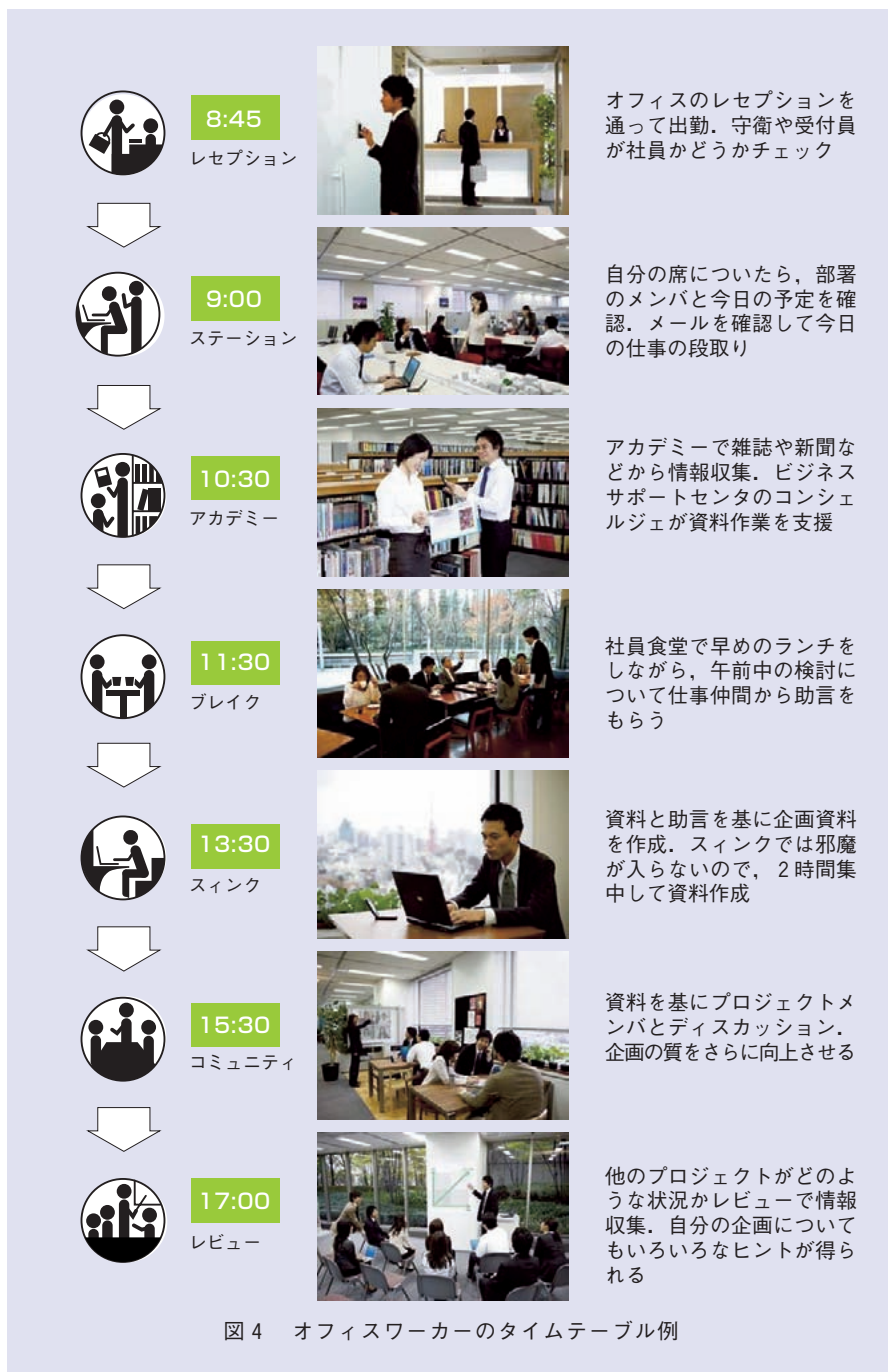 8:45
レセプション
オフィスのレセプションを
通って出勤．守衛や受付員
が社員かどうかチェック
9:00
ステーション
自分の席についたら，部署
のメンバと今日の予定を確
認．メールを確認して今日
の仕事の段取り
10:30
アカデミー
アカデミーで雑誌や新聞な
どから情報収集．ビジネス
サポートセンタのコンシェ
ルジェが資料作業を支援
11:30
ブレイク
社員食堂で早めのランチを
しながら，午前中の検討に
ついて仕事仲間から助言を
もらう
13:30
スィンク
資料と助言を基に企画資料
を作成．スィンクでは邪魔
が入らないので，２時間集
中して資料作成
15:30
コミュニティ
資料を基にプロジェクトメ
ンバとディスカッション．
企画の質をさらに向上させる
17:00
レビュー
他のプロジェクトがどのよ
うな状況かレビューで情報
収集．自分の企画について
もいろいろなヒントが得ら
れる
図４　オフィスワーカーのタイムテーブル例